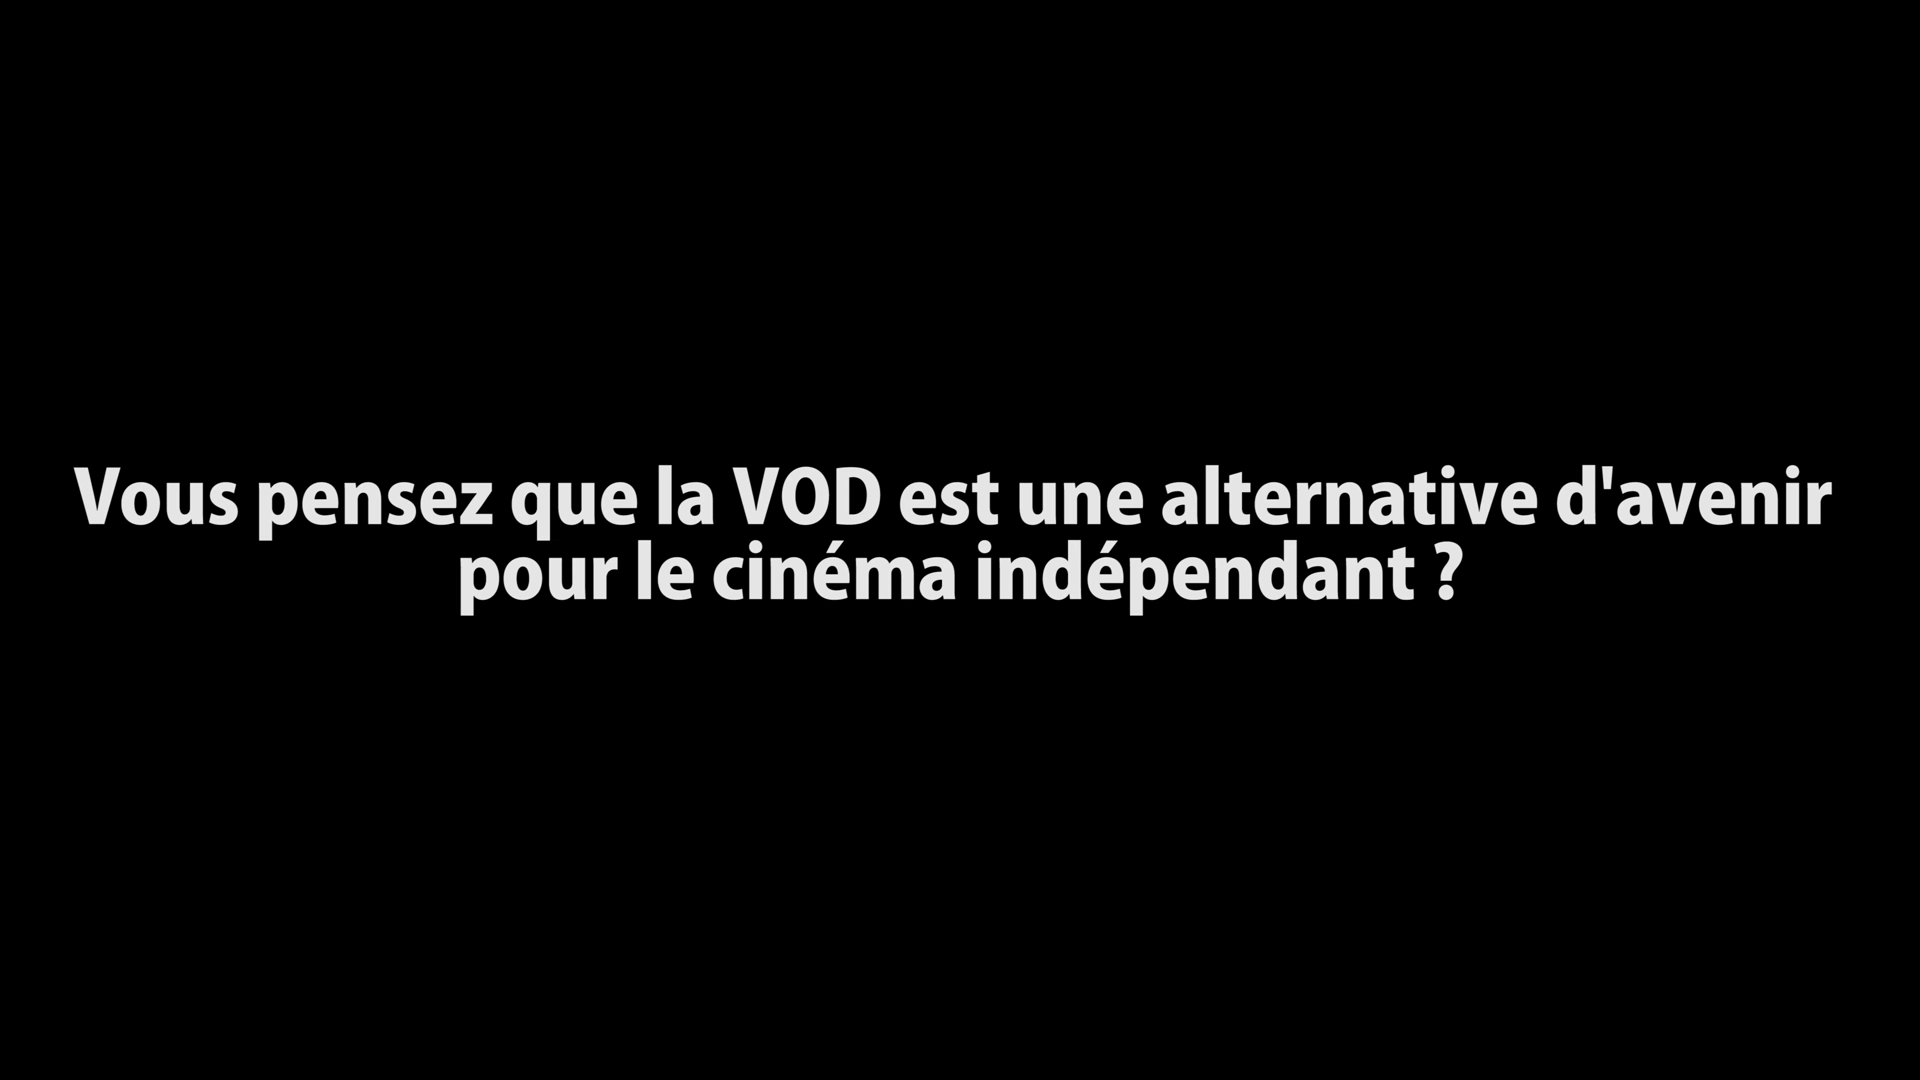 Vous pensez que la VOD est une alternative d'avenir
pour le cinéma indépendant ?